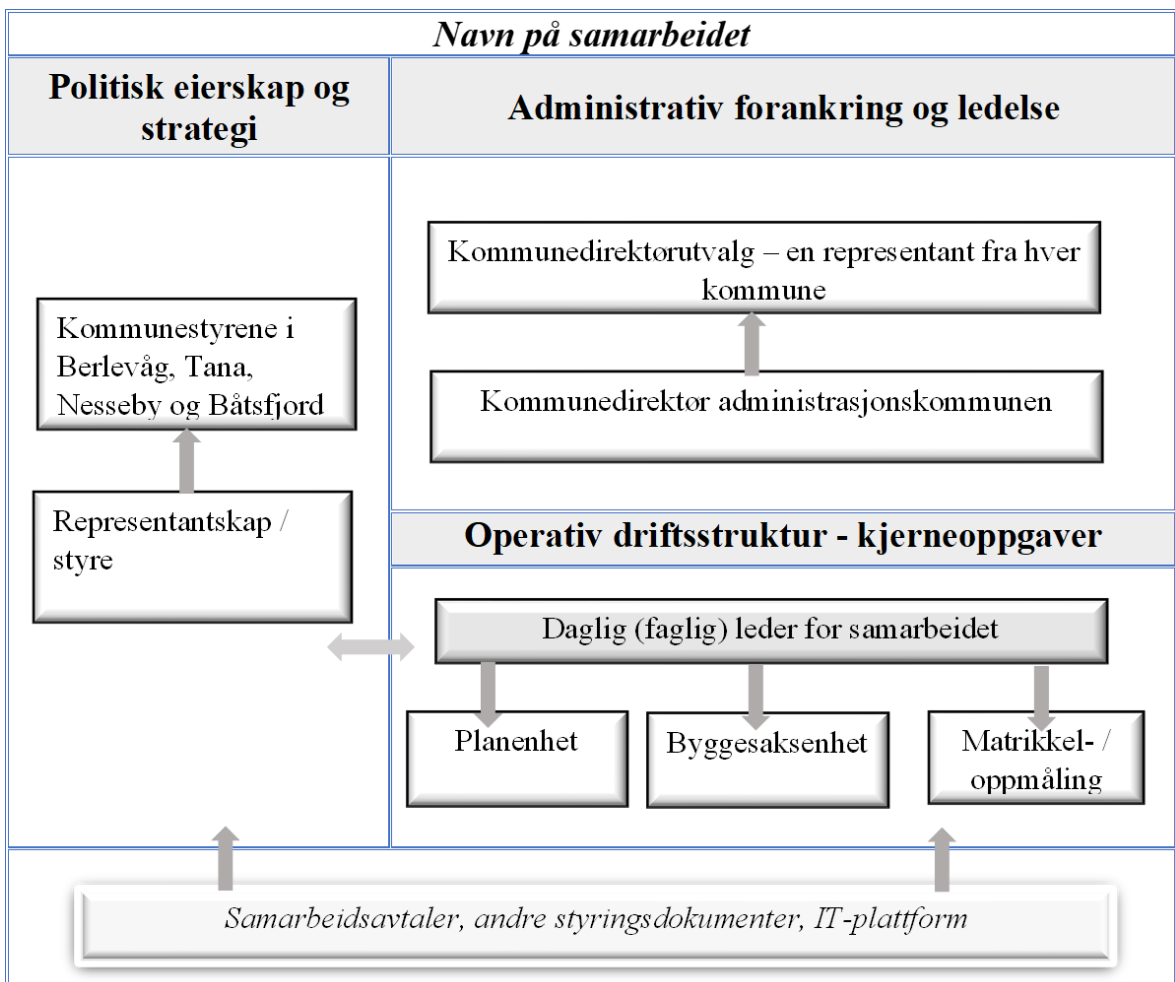 Navn på samarbeidet
Politisk eierskap og
strategi
Administrativ forankring og ledelse
Kommunestyrene i
Berlevåg, Tana,
Nesseby og Båtsfjord
Representantskap /
styre
Kommunedirektørutvalg – en representant fra hver
kommune
Kommunedirektør administrasjonskommunen
Operativ driftsstruktur - kjerneoppgaver
Daglig (faglig) leder for samarbeidet
Planenhet
Byggesaksenhet
Matrikkel- /
oppmåling
Samarbeidsavtaler, andre styringsdokumenter, IT-plattform